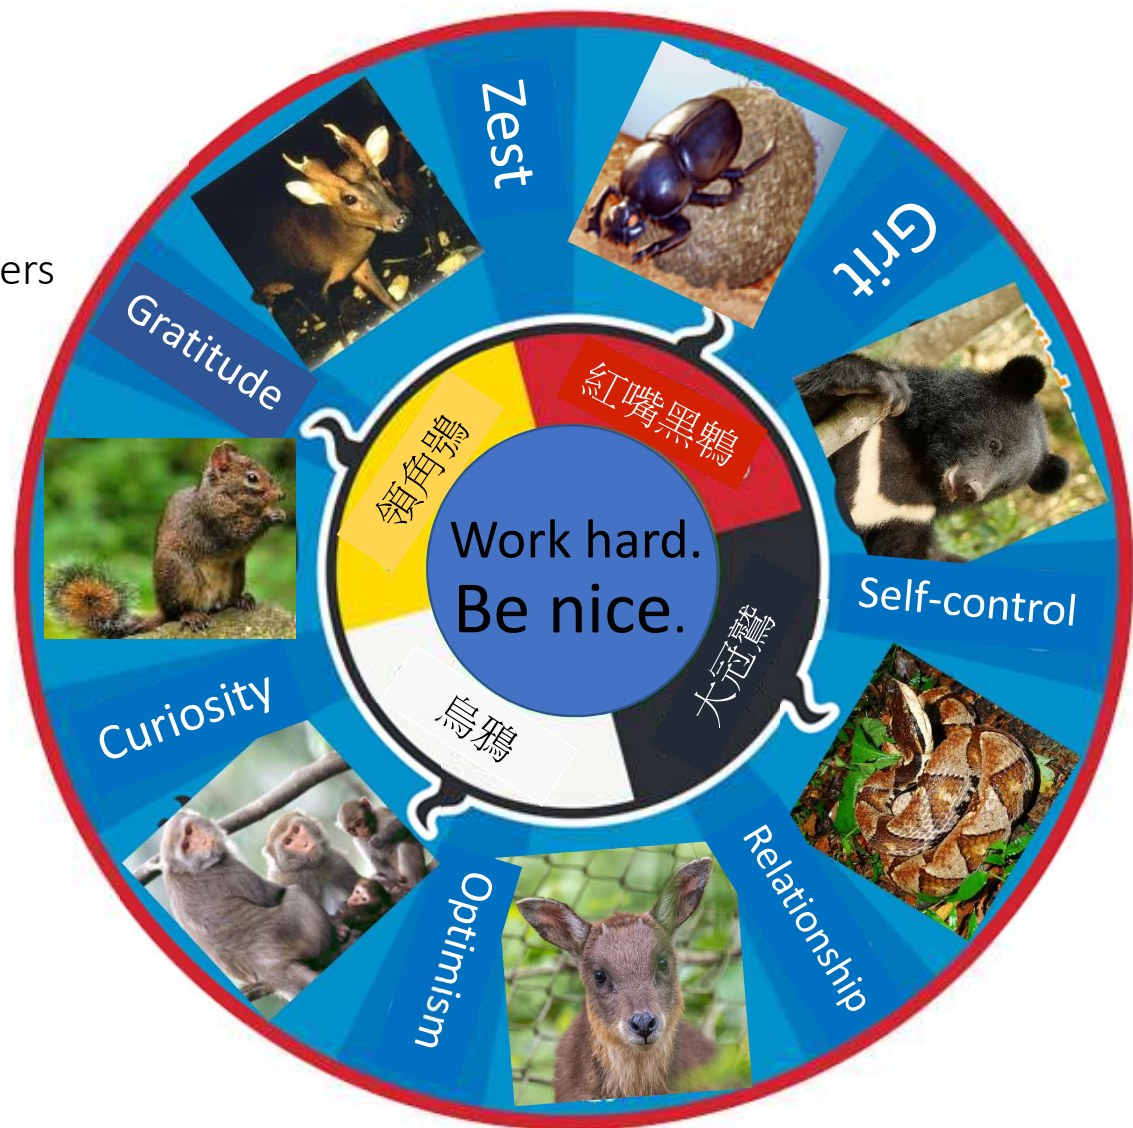 ers
Zest
Grit
Self-control
Relationship
Optimism
Curiosity
Gratitude
紅嘴黑鵯
大冠鷲
烏鴉
領角鴞
Work hard.
Be nice.